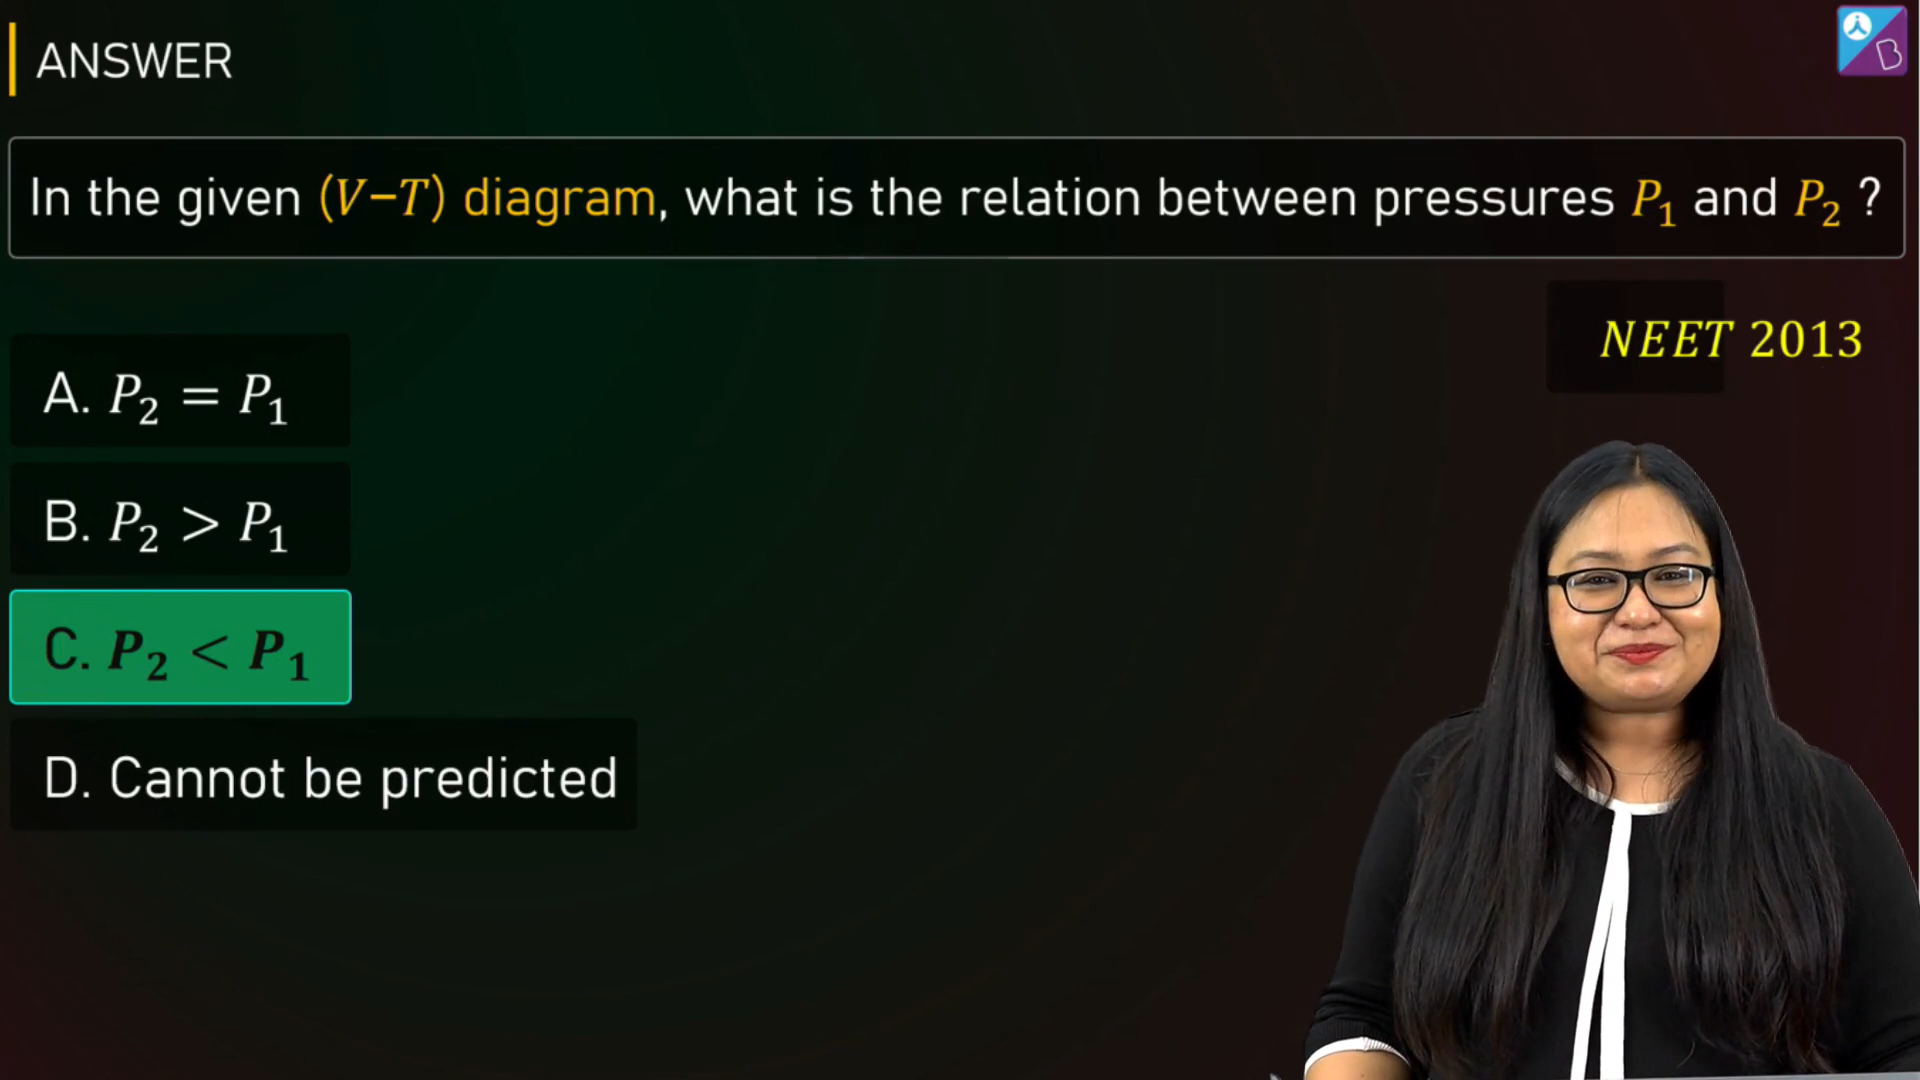 ANSWER
In the given (V−T) diagram, what is the relation between pressures P₁ and P₂ ?
NEET 2013
A. P₂ = P₁
B. P₂ > P₁
C. P₂ < P₁
D. Cannot be predicted